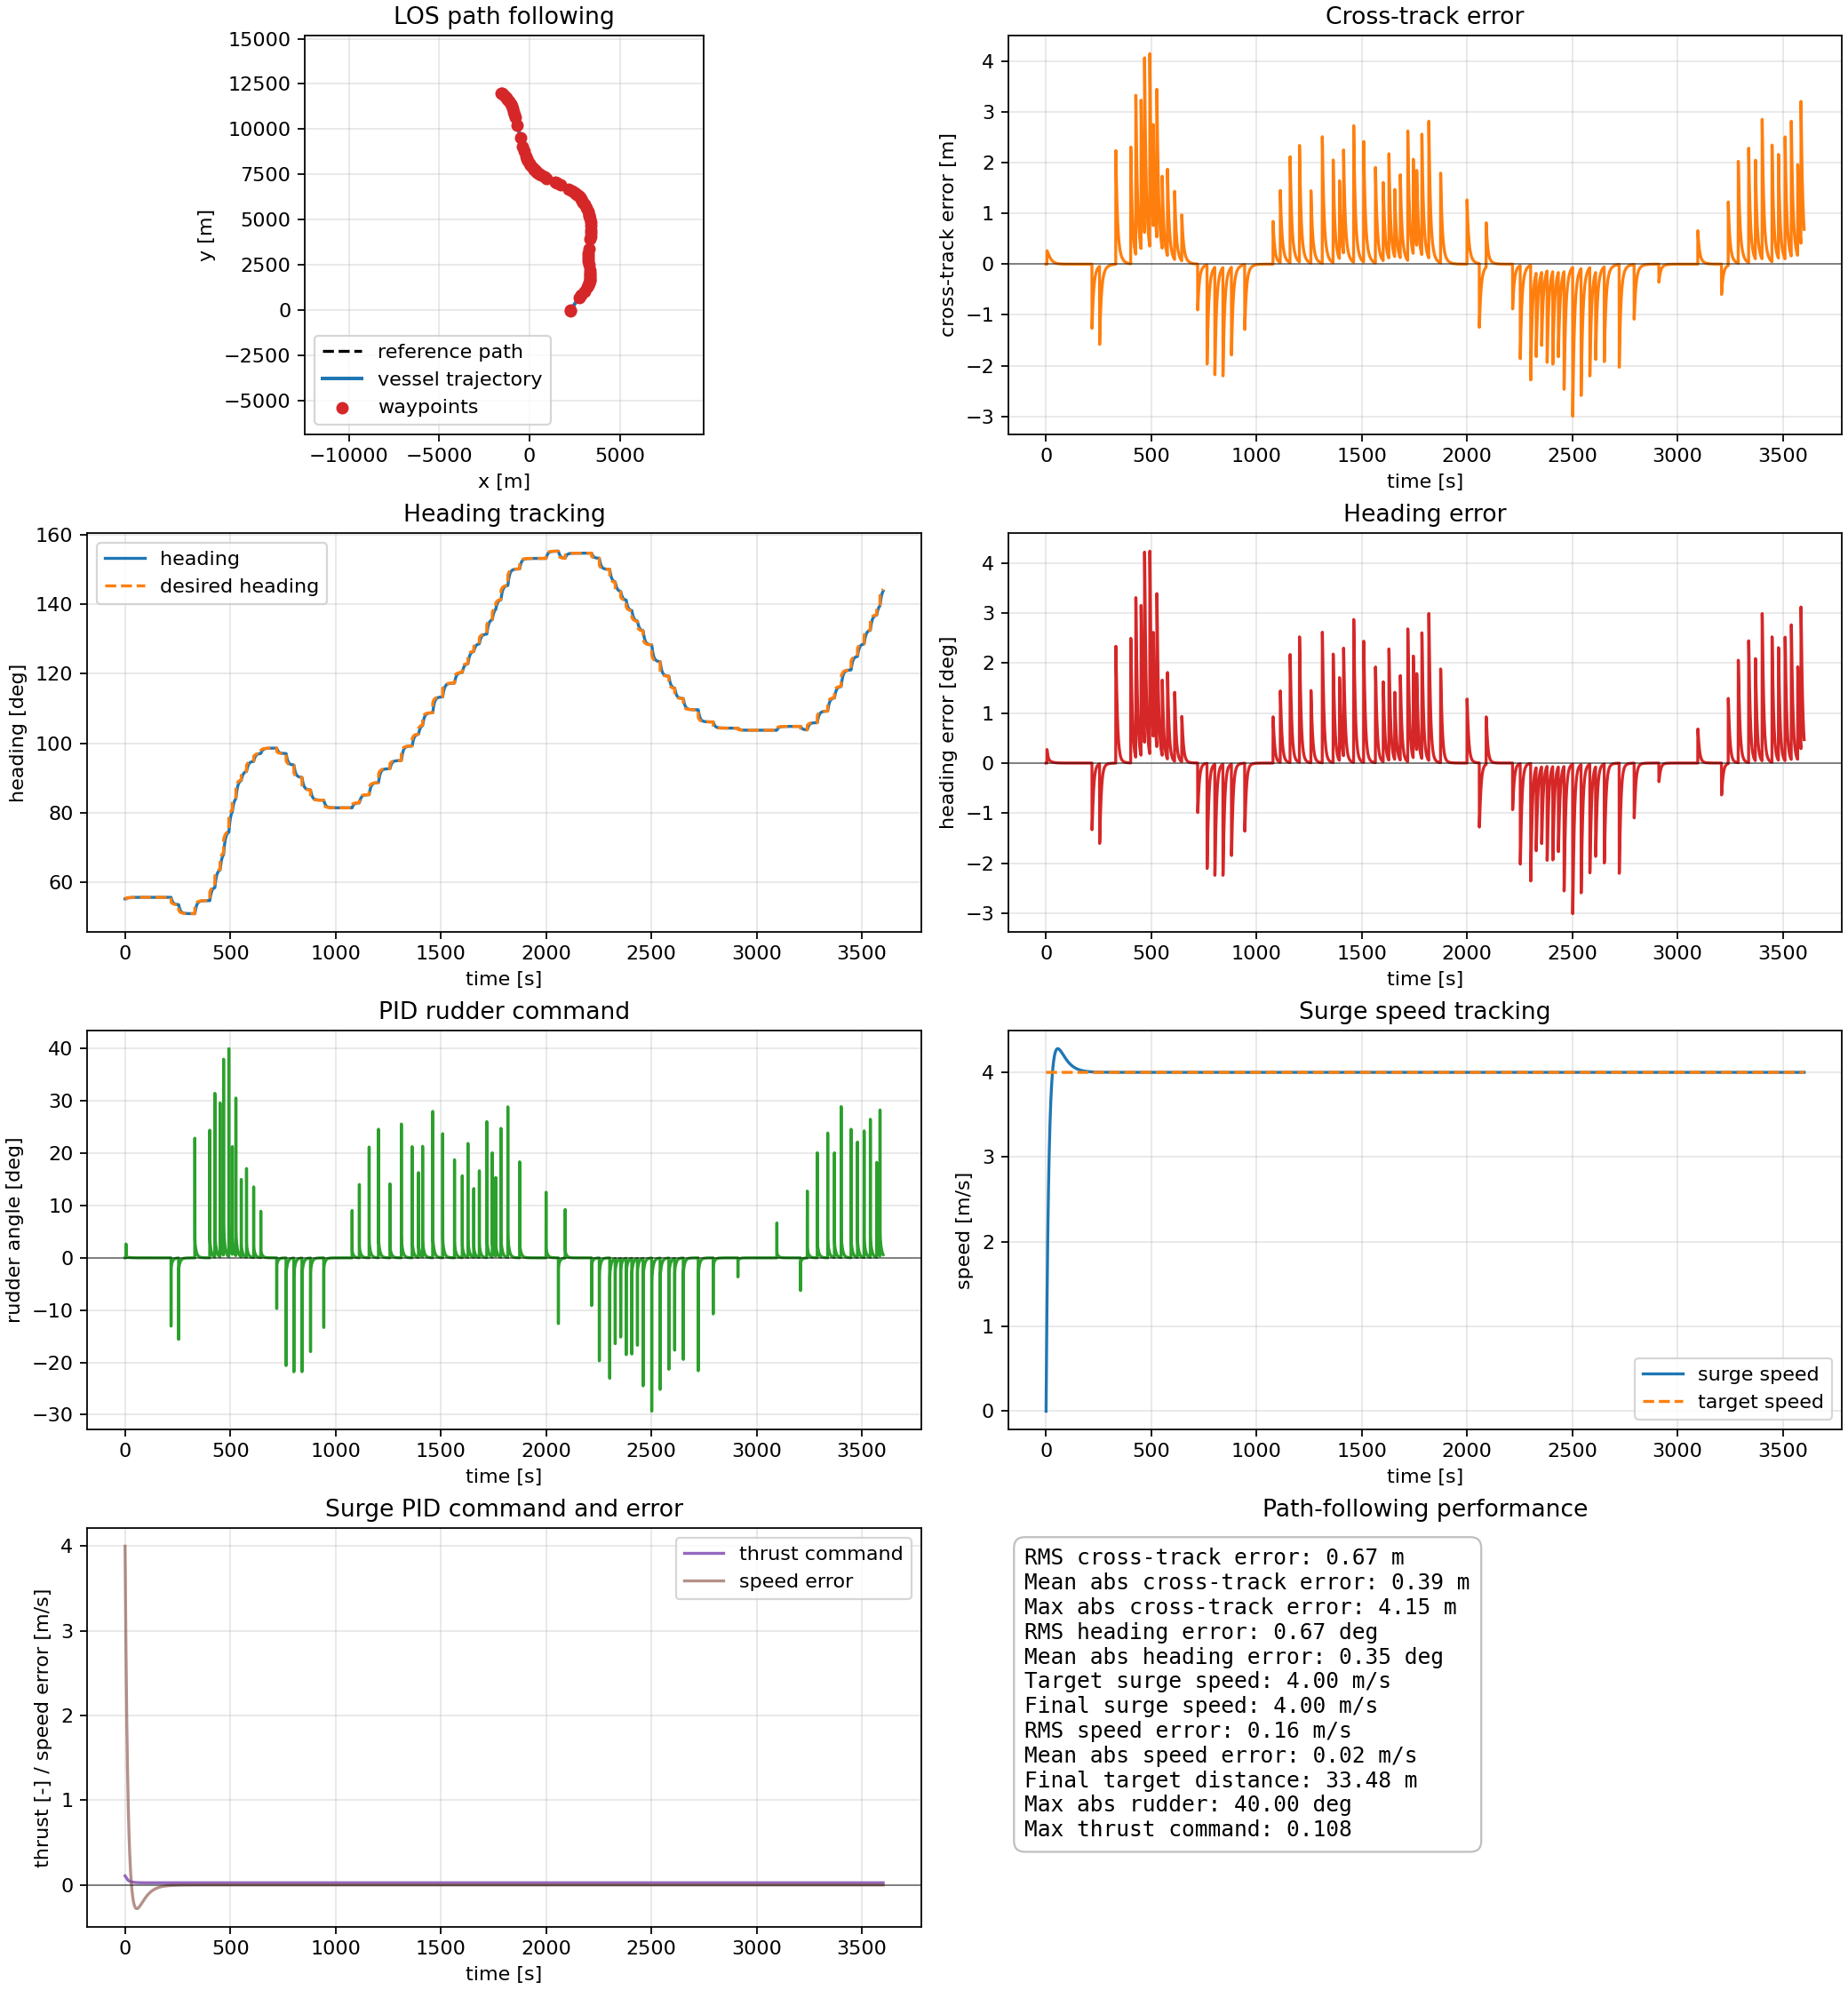 LOS path following
15000
12500
10000
7500
5000
2500
0
−2500
−5000
y [m]
reference path
vessel trajectory
waypoints
−10000 −5000 0 5000
x [m]
Cross-track error
4
3
2
1
0
−1
−2
−3
cross-track error [m]
0 500 1000 1500 2000 2500 3000 3500
time [s]
Heading tracking
160
140
120
100
80
60
heading [deg]
heading
desired heading
0 500 1000 1500 2000 2500 3000 3500
time [s]
Heading error
4
3
2
1
0
−1
−2
−3
heading error [deg]
0 500 1000 1500 2000 2500 3000 3500
time [s]
PID rudder command
40
30
20
10
0
−10
−20
−30
rudder angle [deg]
0 500 1000 1500 2000 2500 3000 3500
time [s]
Surge speed tracking
4
3
2
1
0
speed [m/s]
surge speed
target speed
0 500 1000 1500 2000 2500 3000 3500
time [s]
Surge PID command and error
4
3
2
1
0
thrust [-] / speed error [m/s]
thrust command
speed error
0 500 1000 1500 2000 2500 3000 3500
time [s]
Path-following performance
RMS cross-track error: 0.67 m
Mean abs cross-track error: 0.39 m
Max abs cross-track error: 4.15 m
RMS heading error: 0.67 deg
Mean abs heading error: 0.35 deg
Target surge speed: 4.00 m/s
Final surge speed: 4.00 m/s
RMS speed error: 0.16 m/s
Mean abs speed error: 0.02 m/s
Final target distance: 33.48 m
Max abs rudder: 40.00 deg
Max thrust command: 0.108